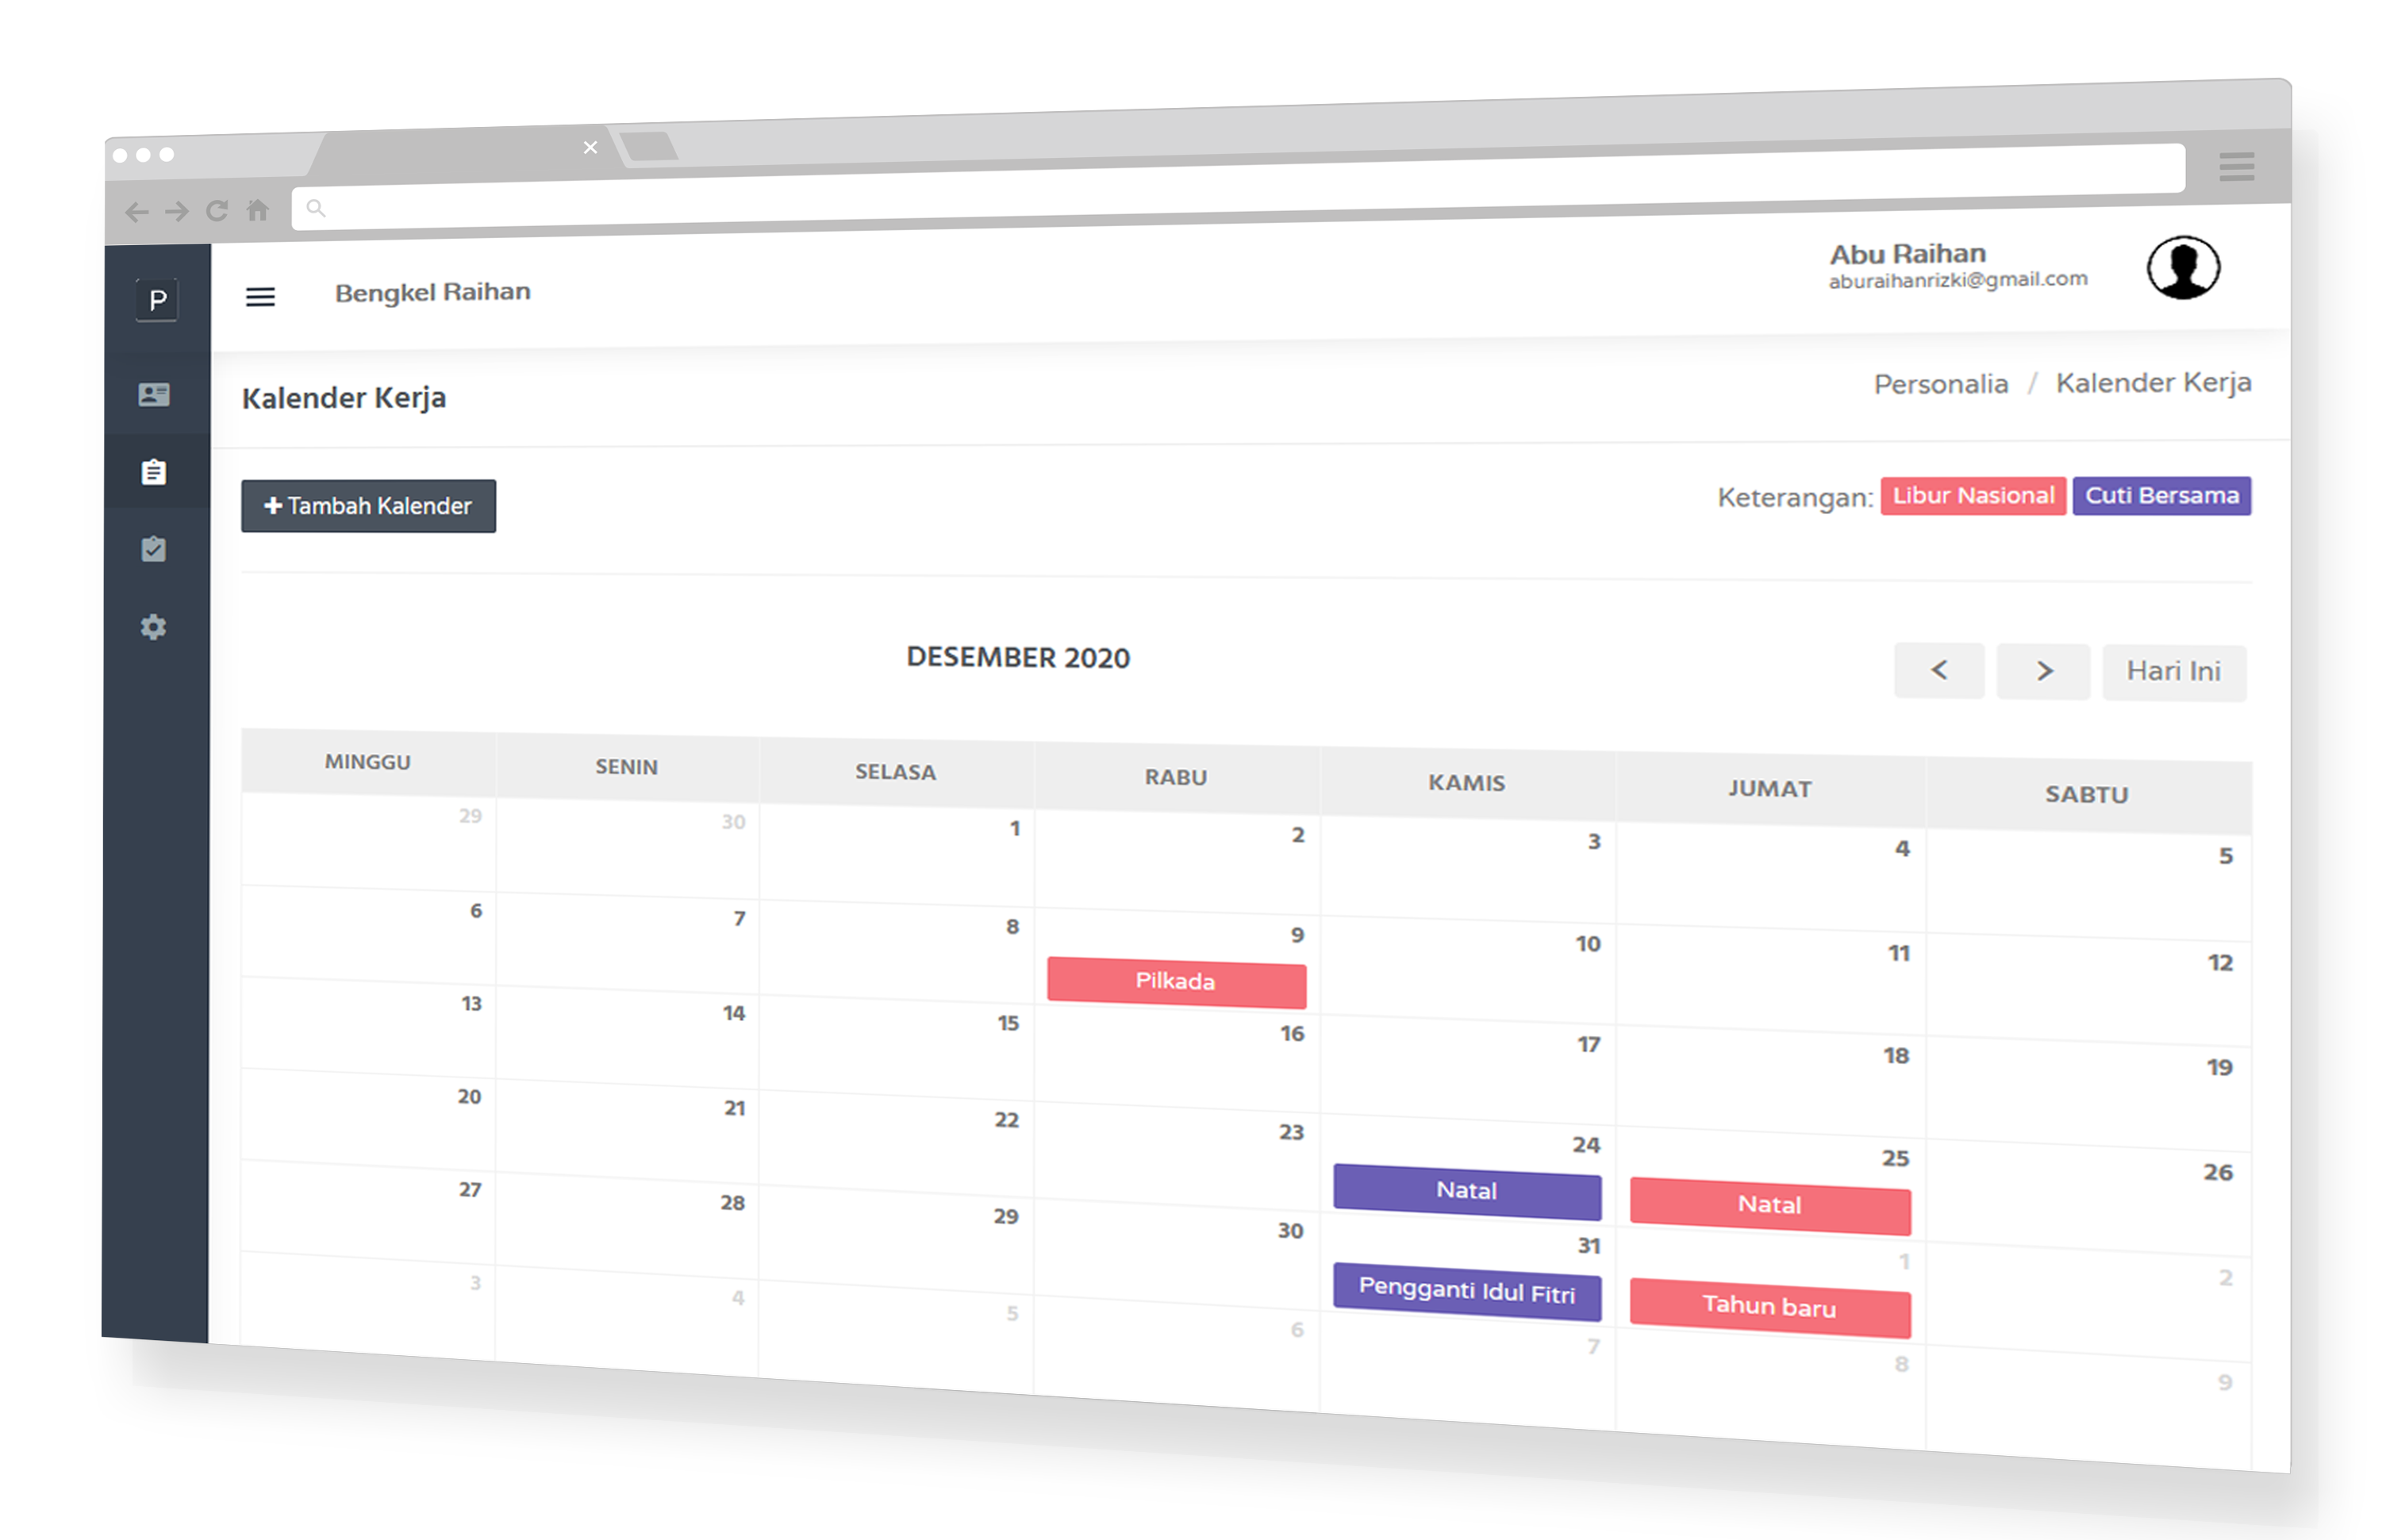 Abu Raihan
P
Bengkel Raihan
aburaihanrizki@gmail.com
Kalender Kerja
Personalia / Kalender Kerja
+ Tambah Kalender
Keterangan: Libur Nasional Cuti Bersama
DESEMBER 2020
< > Hari Ini
MINGGU SENIN SELASA RABU KAMIS JUMAT SABTU
29 30 1 2 3 4 5
6 7 8 9 10 11 12
Pilkada
13 14 15 16 17 18 19
20 21 22 23 24 25 26
Natal Natal
27 28 29 30 31 1 2
Pengganti Idul Fitri Tahun baru
3 4 5 6 7 8 9